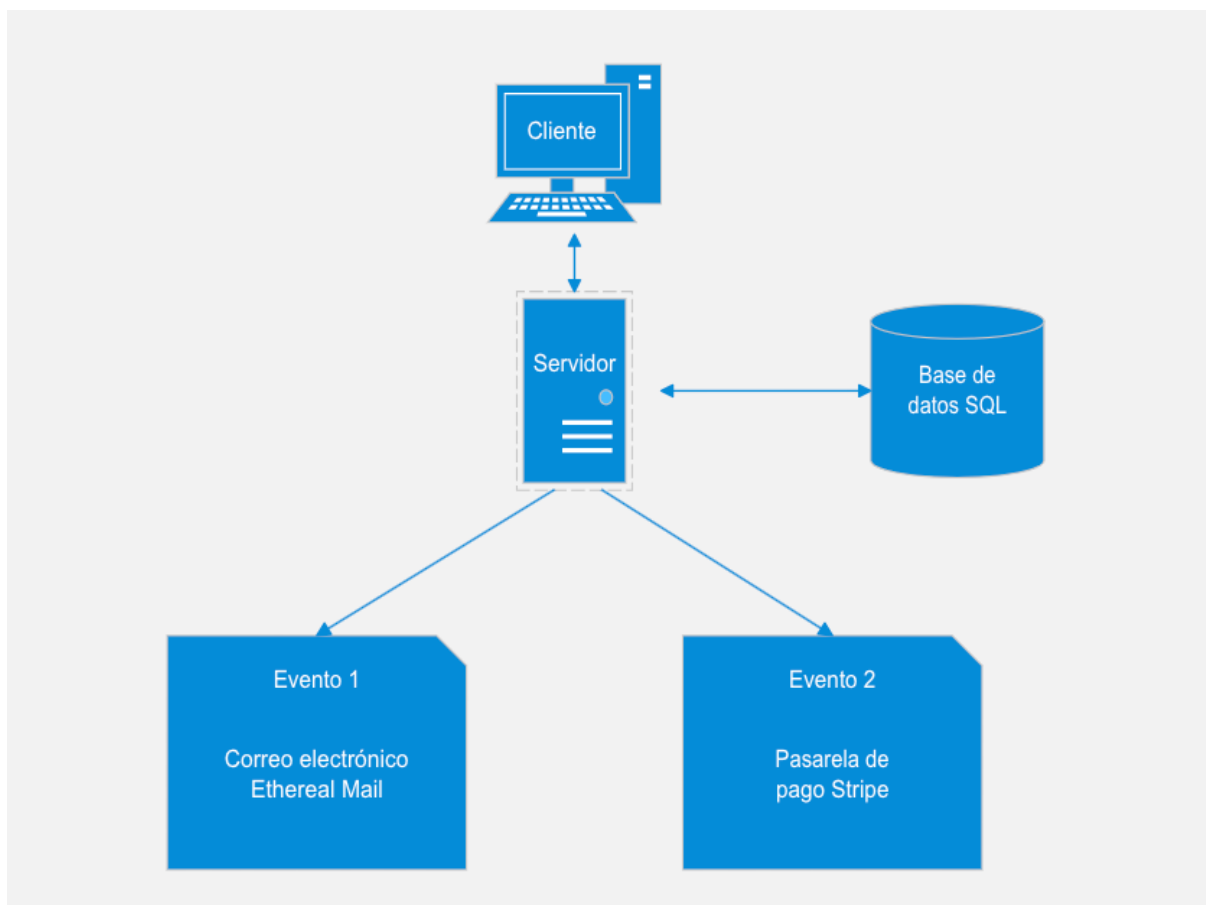 Cliente
Servidor
Base de
datos SQL
Evento 1
Correo electrónico
Ethereal Mail
Evento 2
Pasarela de
pago Stripe